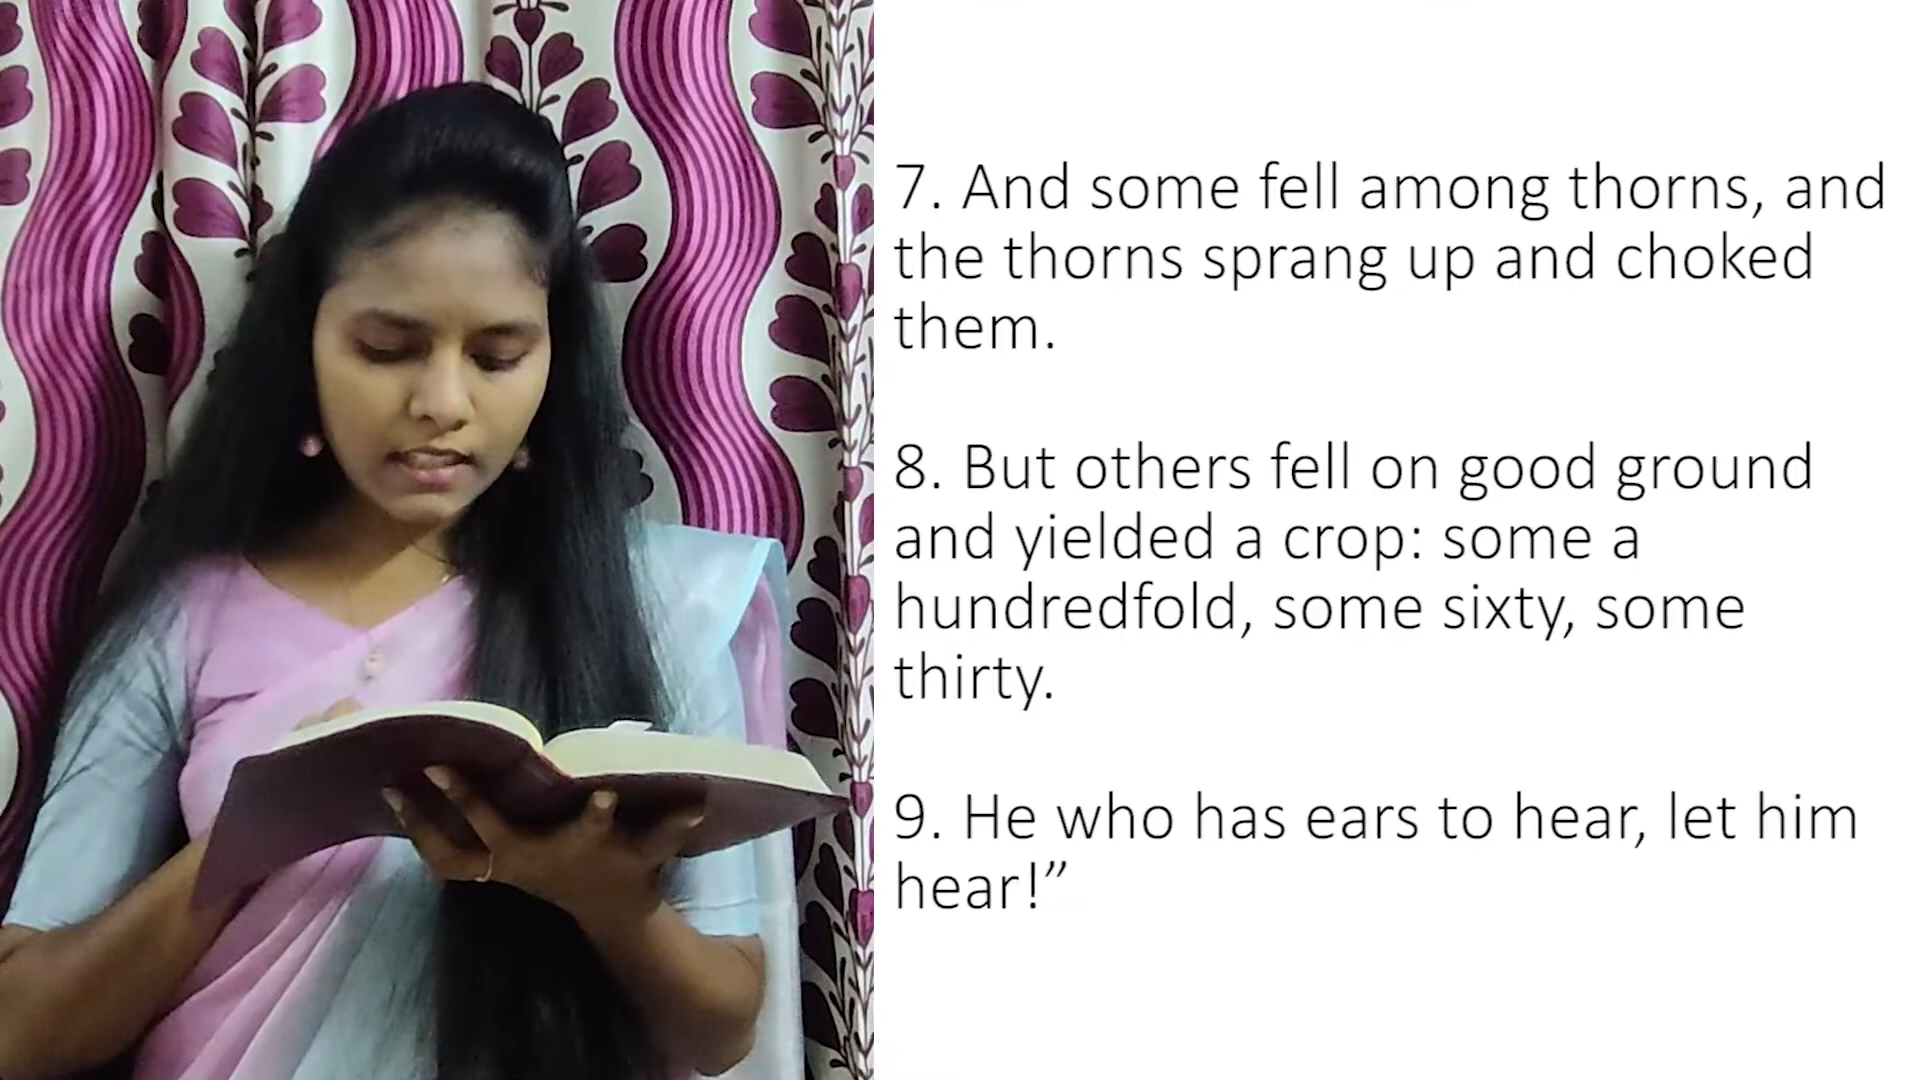 7. And some fell among thorns, and
the thorns sprang up and choked
them.
8. But others fell on good ground
and yielded a crop: some a
hundredfold, some sixty, some
thirty.
9. He who has ears to hear, let him
hear!”